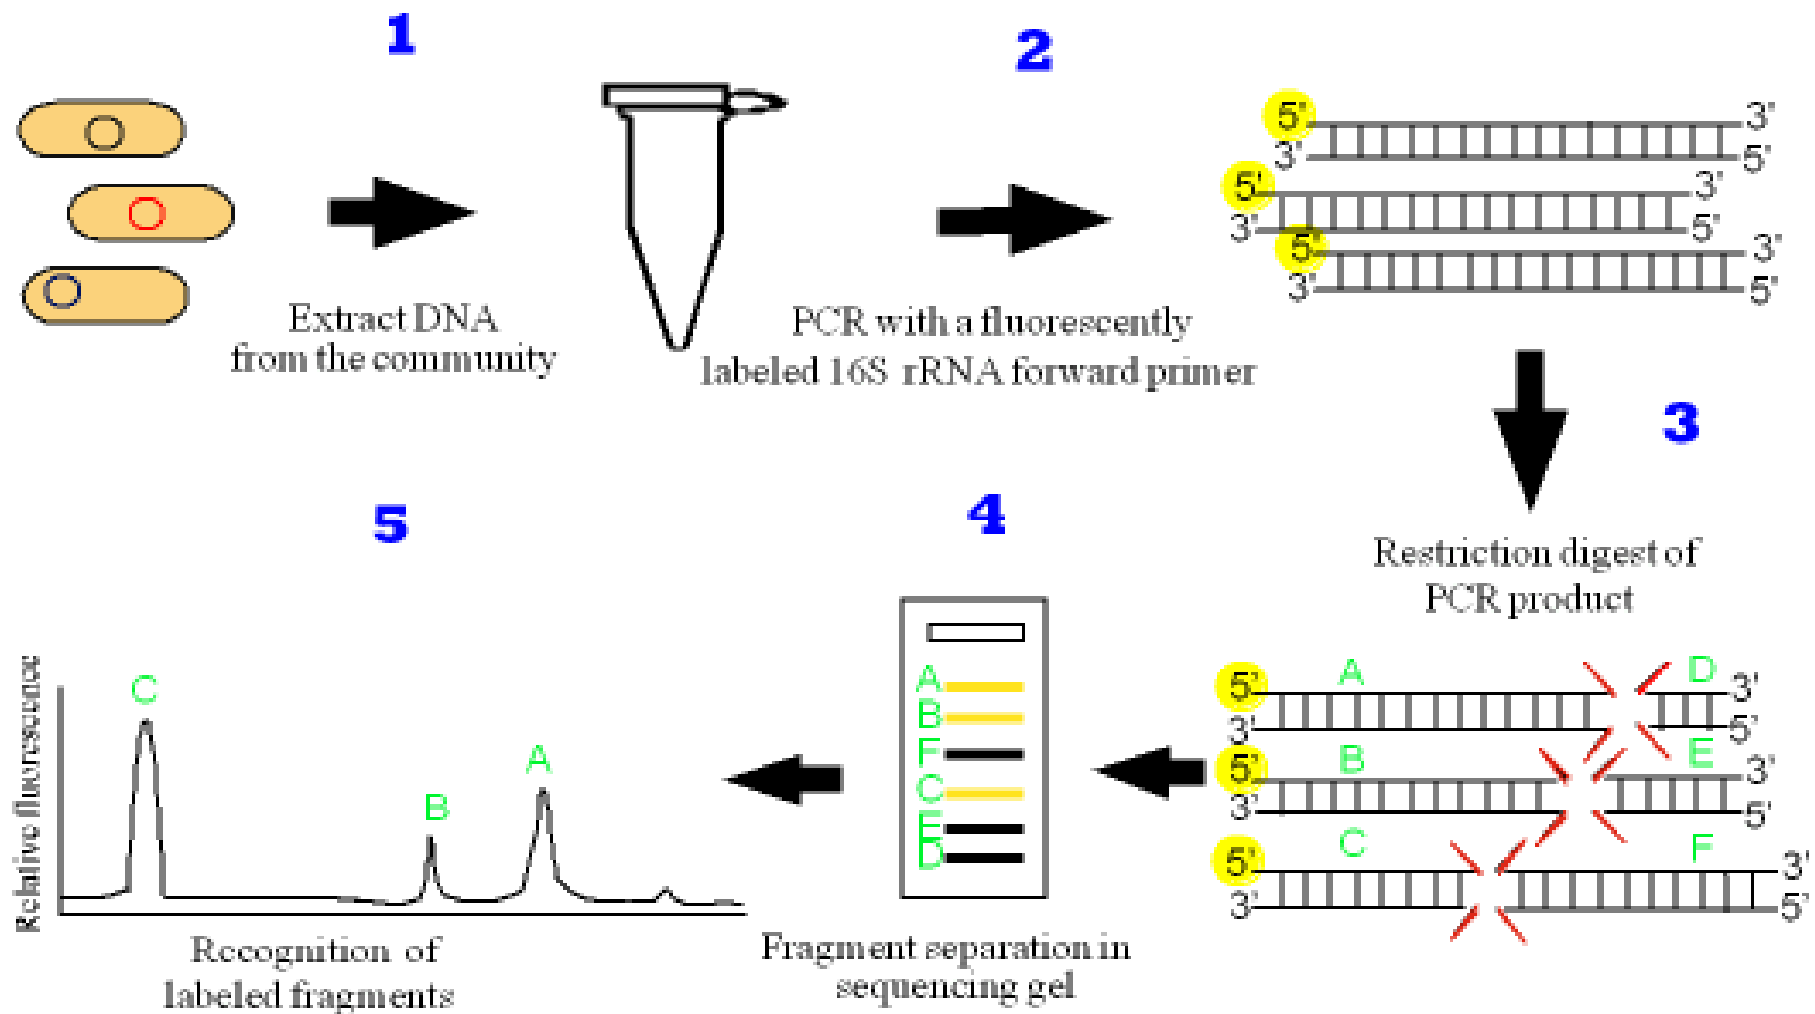 1
2
5' 3'
3' 5'
5' 3'
3' 5'
5' 3'
3' 5'
Extract DNA
from the community
PCR with a fluorescently
labeled 16S rRNA forward primer
3
Restriction digest of
PCR product
5' A D 3'
3' 5'
5' B E 3'
3' 5'
5' C F 3'
3' 5'
4
A
B
F
C
E
D
Fragment separation in
sequencing gel
5
Relative fluorescence
C
B
A
Recognition of
labeled fragments